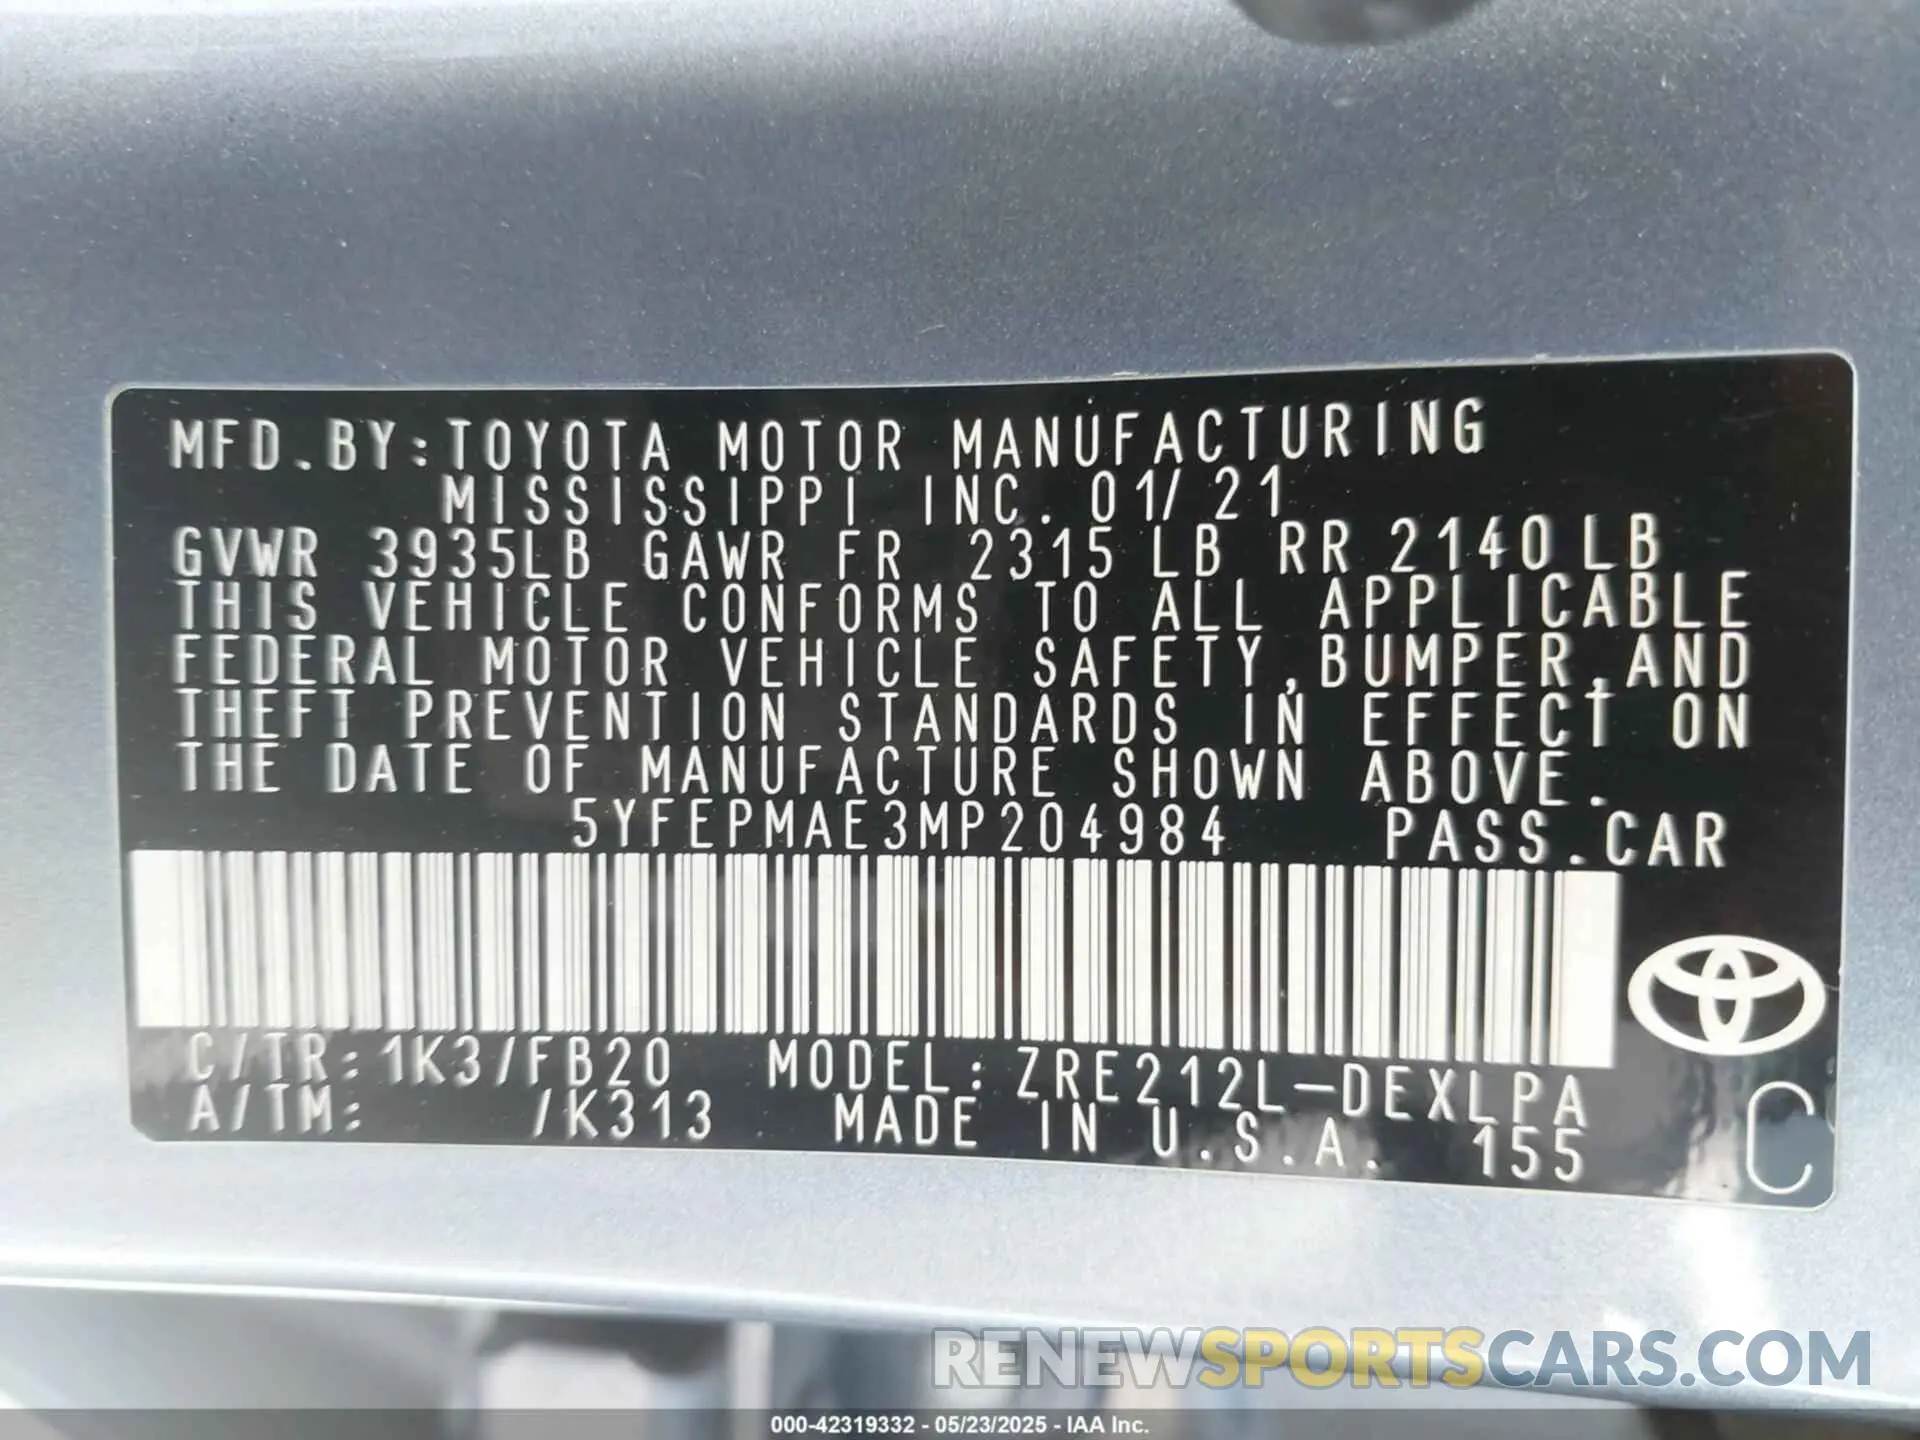 MFD.BY:TOYOTA MOTOR MANUFACTURING
MISSISSIPPI INC. 01/21
GVWR 3935LB GAWR FR 2315 LB RR 2140 LB
THIS VEHICLE CONFORMS TO ALL APPLICABLE
FEDERAL MOTOR VEHICLE SAFETY,BUMPER,AND
THEFT PREVENTION STANDARDS IN EFFECT ON
THE DATE OF MANUFACTURE SHOWN ABOVE.
5YFEPMAE3MP204984 PASS.CAR
C/TR:1K3/FB20 MODEL:ZRE212L-DEXLPA
A/TM: /K313 MADE IN U.S.A. 155
C
RENEWSPORTSCARS.COM
000-42319332 - 05/23/2025 - IAA Inc.